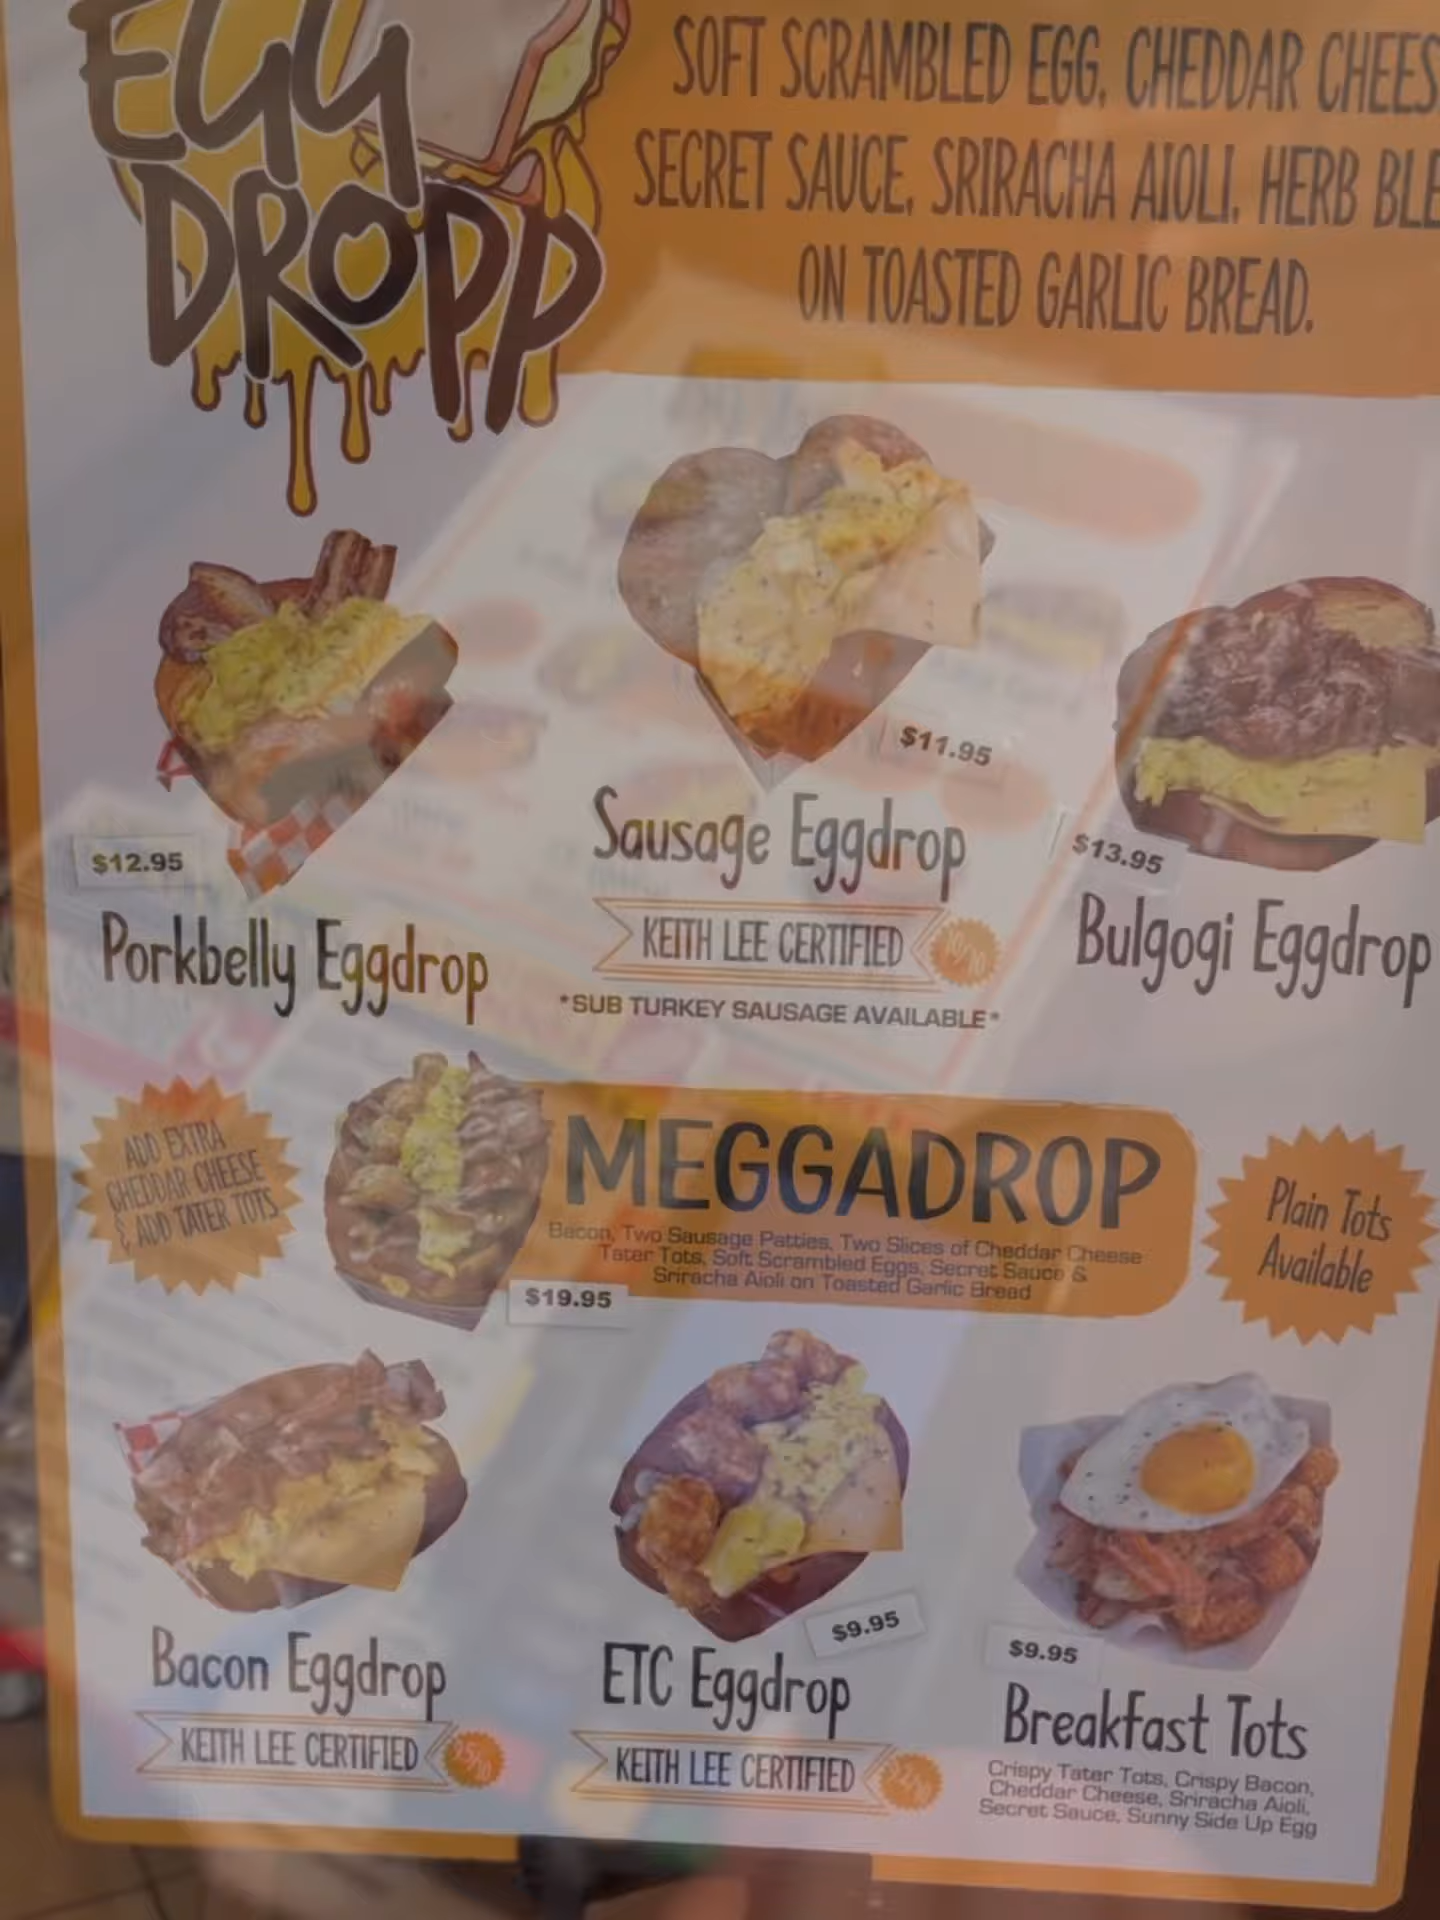 EGG
DROPP
SOFT SCRAMBLED EGG, CHEDDAR CHEES
SECRET SAUCE, SRIRACHA AIOLI, HERB BLE
ON TOASTED GARLIC BREAD.
$12.95
Porkbelly Eggdrop
$11.95
Sausage Eggdrop
KEITH LEE CERTIFIED
10/10
*SUB TURKEY SAUSAGE AVAILABLE*
$13.95
Bulgogi Eggdrop
ADD EXTRA
CHEDDAR CHEESE
& ADD TATER TOTS
MEGGADROP
Bacon, Two Sausage Patties, Two Slices of Cheddar Cheese
Tater Tots, Soft Scrambled Eggs, Secret Sauce &
Sriracha Aioli on Toasted Garlic Bread
$19.95
Plain Tots
Available
Bacon Eggdrop
KEITH LEE CERTIFIED
$9.95
ETC Eggdrop
KEITH LEE CERTIFIED
$9.95
Breakfast Tots
Crispy Tater Tots, Crispy Bacon,
Cheddar Cheese, Sriracha Aioli,
Secret Sauce, Sunny Side Up Egg